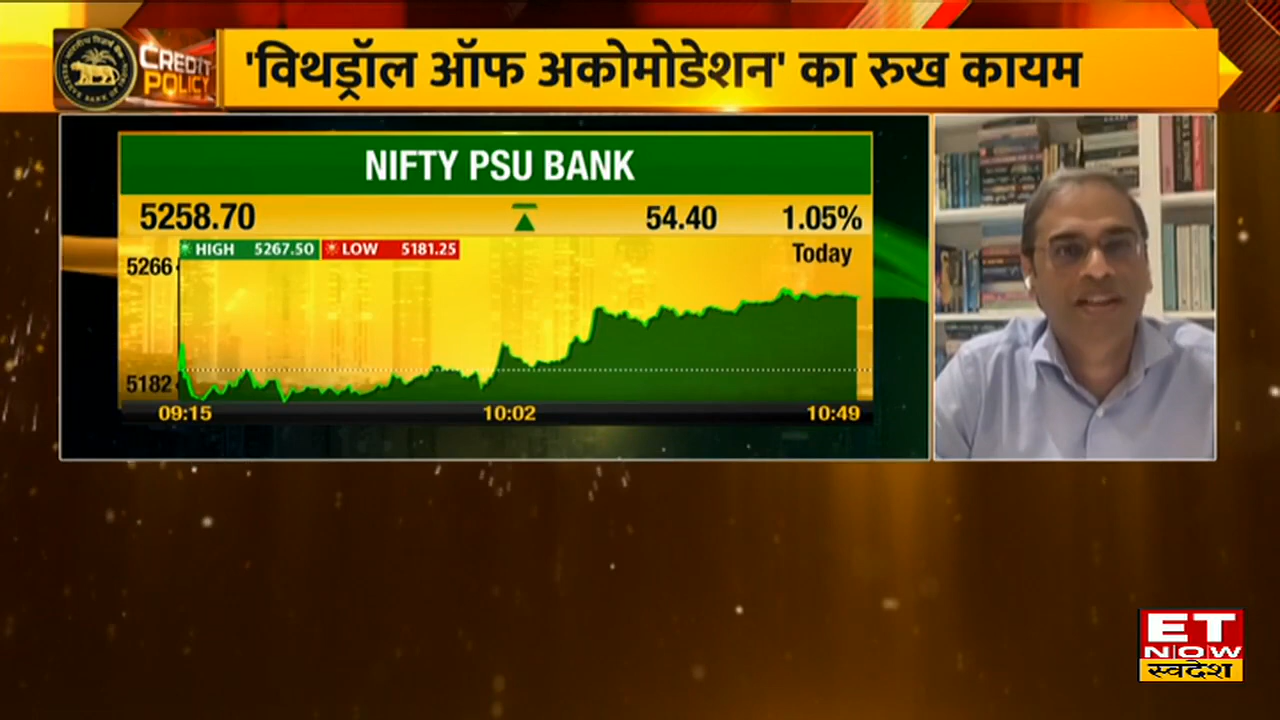 CREDIT
POLICY
'विथड्रॉल ऑफ अकोमोडेशन' का रुख कायम
NIFTY PSU BANK
5258.70 54.40 1.05%
HIGH 5267.50 LOW 5181.25 Today
5266
5182
09:15 10:02 10:49
ET
NOW
स्वदेश